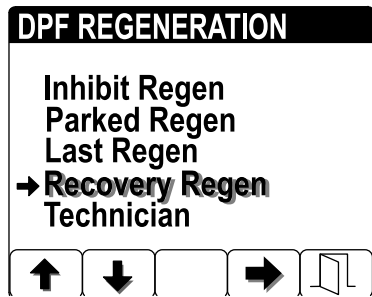 DPF REGENERATION
Inhibit Regen
Parked Regen
Last Regen
Recovery Regen
Technician